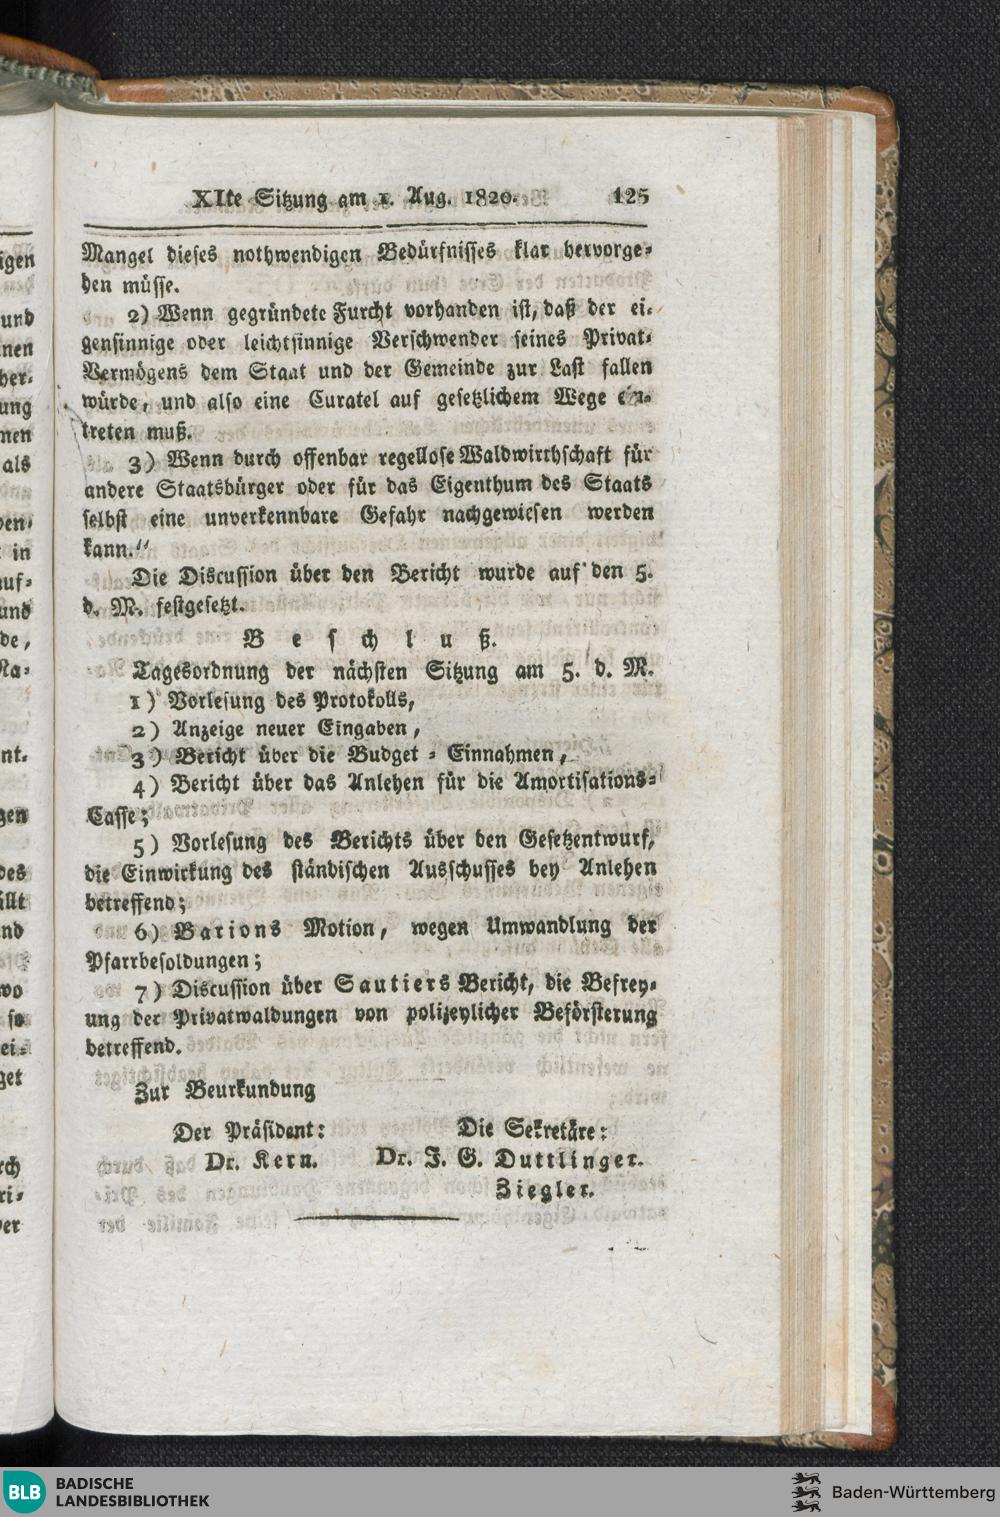 XIte Sitzung am 1. Aug. 1820. 125
Mangel dieses nothwendigen Bedürfnisses klar hervorge-
hen müsse.
2) Wenn gegründete Furcht vorhanden ist, daß der ei-
gensinnige oder leichtsinnige Verschwender seines Privat-
Vermögens dem Staat und der Gemeinde zur Last fallen
würde, und also eine Curatel auf gesetzlichem Wege ein-
treten muß.
3) Wenn durch offenbar regellose Waldwirthschaft für
andere Staatsbürger oder für das Eigenthum des Staats
selbst eine unverkennbare Gefahr nachgewiesen werden
kann.“
Die Discussion über den Bericht wurde auf den 5.
d. M. festgesetzt.
Beschluß.
Tagesordnung der nächsten Sitzung am 5. d. M.
1) Vorlesung des Protokolls,
2) Anzeige neuer Eingaben,
3) Bericht über die Budget-Einnahmen,
4) Bericht über das Anlehen für die Amortisations-
Casse;
5) Vorlesung des Berichts über den Gesetzentwurf,
die Einwirkung des ständischen Ausschusses bey Anlehen
betreffend;
6) Barions Motion, wegen Umwandlung der
Pfarrbesoldungen;
7) Discussion über Sautiers Bericht, die Befrey-
ung der Privatwaldungen von polizeylicher Beförsterung
betreffend.
Zur Beurkundung
Der Präsident: Die Sekretäre:
Dr. Kern. Dr. J. G. Duttlinger.
Ziegler.
BLB BADISCHE
LANDESBIBLIOTHEK
Baden-Württemberg